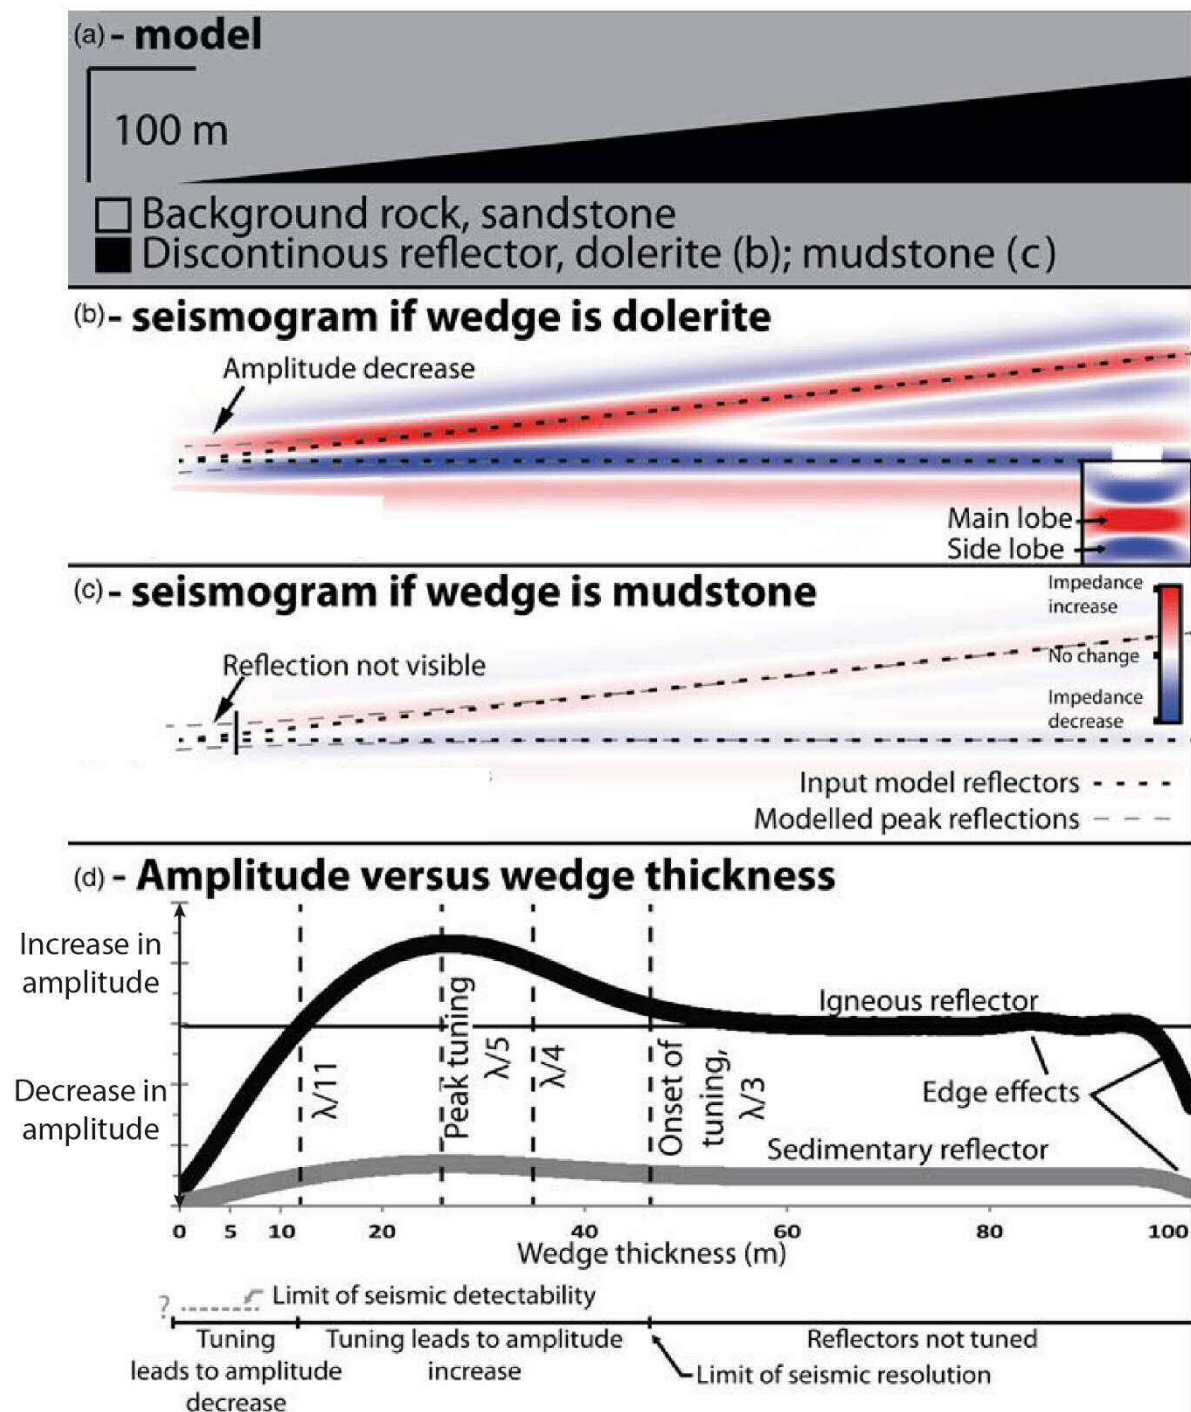 (a) - model
100 m
Background rock, sandstone
Discontinous reflector, dolerite (b); mudstone (c)
(b) - seismogram if wedge is dolerite
Amplitude decrease
Main lobe
Side lobe
(c) - seismogram if wedge is mudstone
Impedance
increase
No change
Impedance
decrease
Reflection not visible
Input model reflectors
Modelled peak reflections
(d) - Amplitude versus wedge thickness
Increase in
amplitude
Decrease in
amplitude
λ/11
Peak tuning
λ/5
λ/4
Onset of
tuning,
λ/3
Igneous reflector
Edge effects
Sedimentary reflector
0 5 10 20 40 60 80 100
Wedge thickness (m)
? Limit of seismic detectability
Tuning
leads to amplitude
decrease
Tuning leads to amplitude
increase
Reflectors not tuned
Limit of seismic resolution